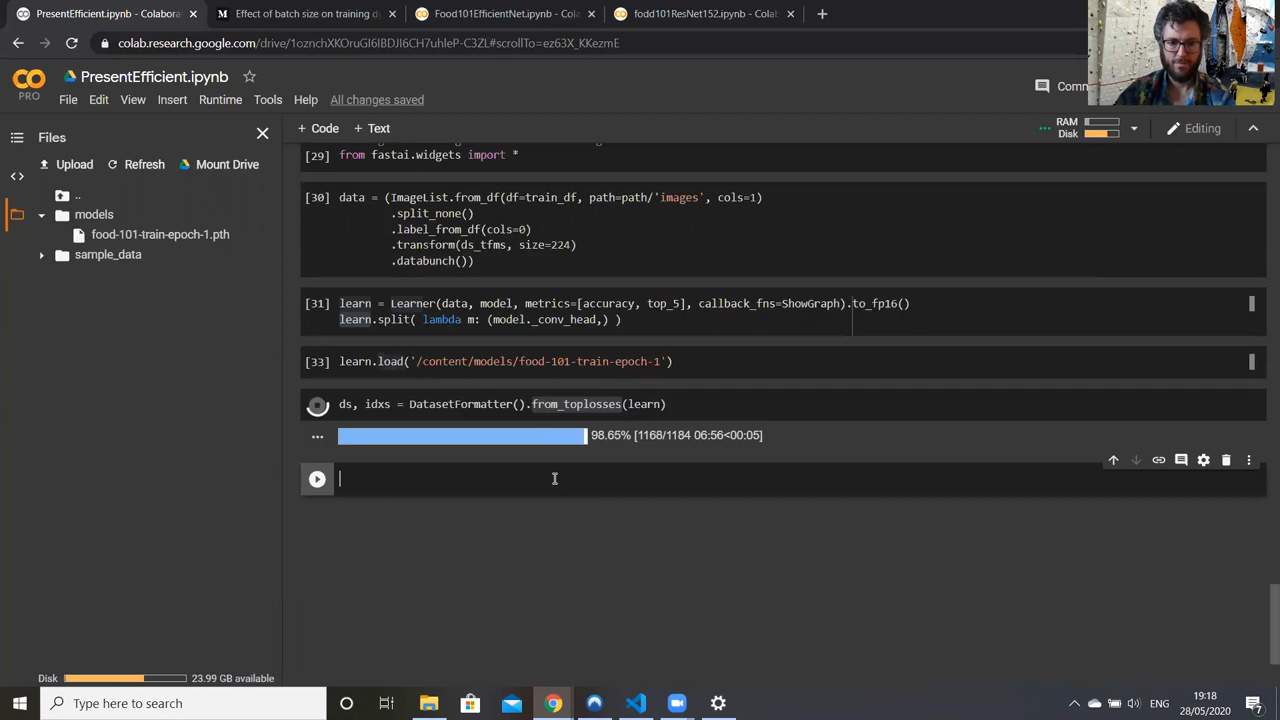 PresentEfficient.ipynb - Colabora
Effect of batch size on training dy
Food101EfficientNet.ipynb - Cola
fodd101ResNet152.ipynb - Colab
colab.research.google.com/drive/1oznchXKOruGI6lBDJI6CH7uhleP-C3ZL#scrollTo=ez63X_KKezmE
CO
PRO
PresentEfficient.ipynb
File Edit View Insert Runtime Tools Help All changes saved
Comm
+ Code + Text
RAM
Disk
Editing
Files
Upload Refresh Mount Drive
..
models
food-101-train-epoch-1.pth
sample_data
[29] from fastai.widgets import *
[30] data = (ImageList.from_df(df=train_df, path=path/'images', cols=1)
.split_none()
.label_from_df(cols=0)
.transform(ds_tfms, size=224)
.databunch())
[31] learn = Learner(data, model, metrics=[accuracy, top_5], callback_fns=ShowGraph).to_fp16()
learn.split( lambda m: (model._conv_head,) )
[33] learn.load('/content/models/food-101-train-epoch-1')
ds, idxs = DatasetFormatter().from_toplosses(learn)
98.65% [1168/1184 06:56<00:05]
Disk 23.99 GB available
Type here to search
ENG
19:18
28/05/2020
7